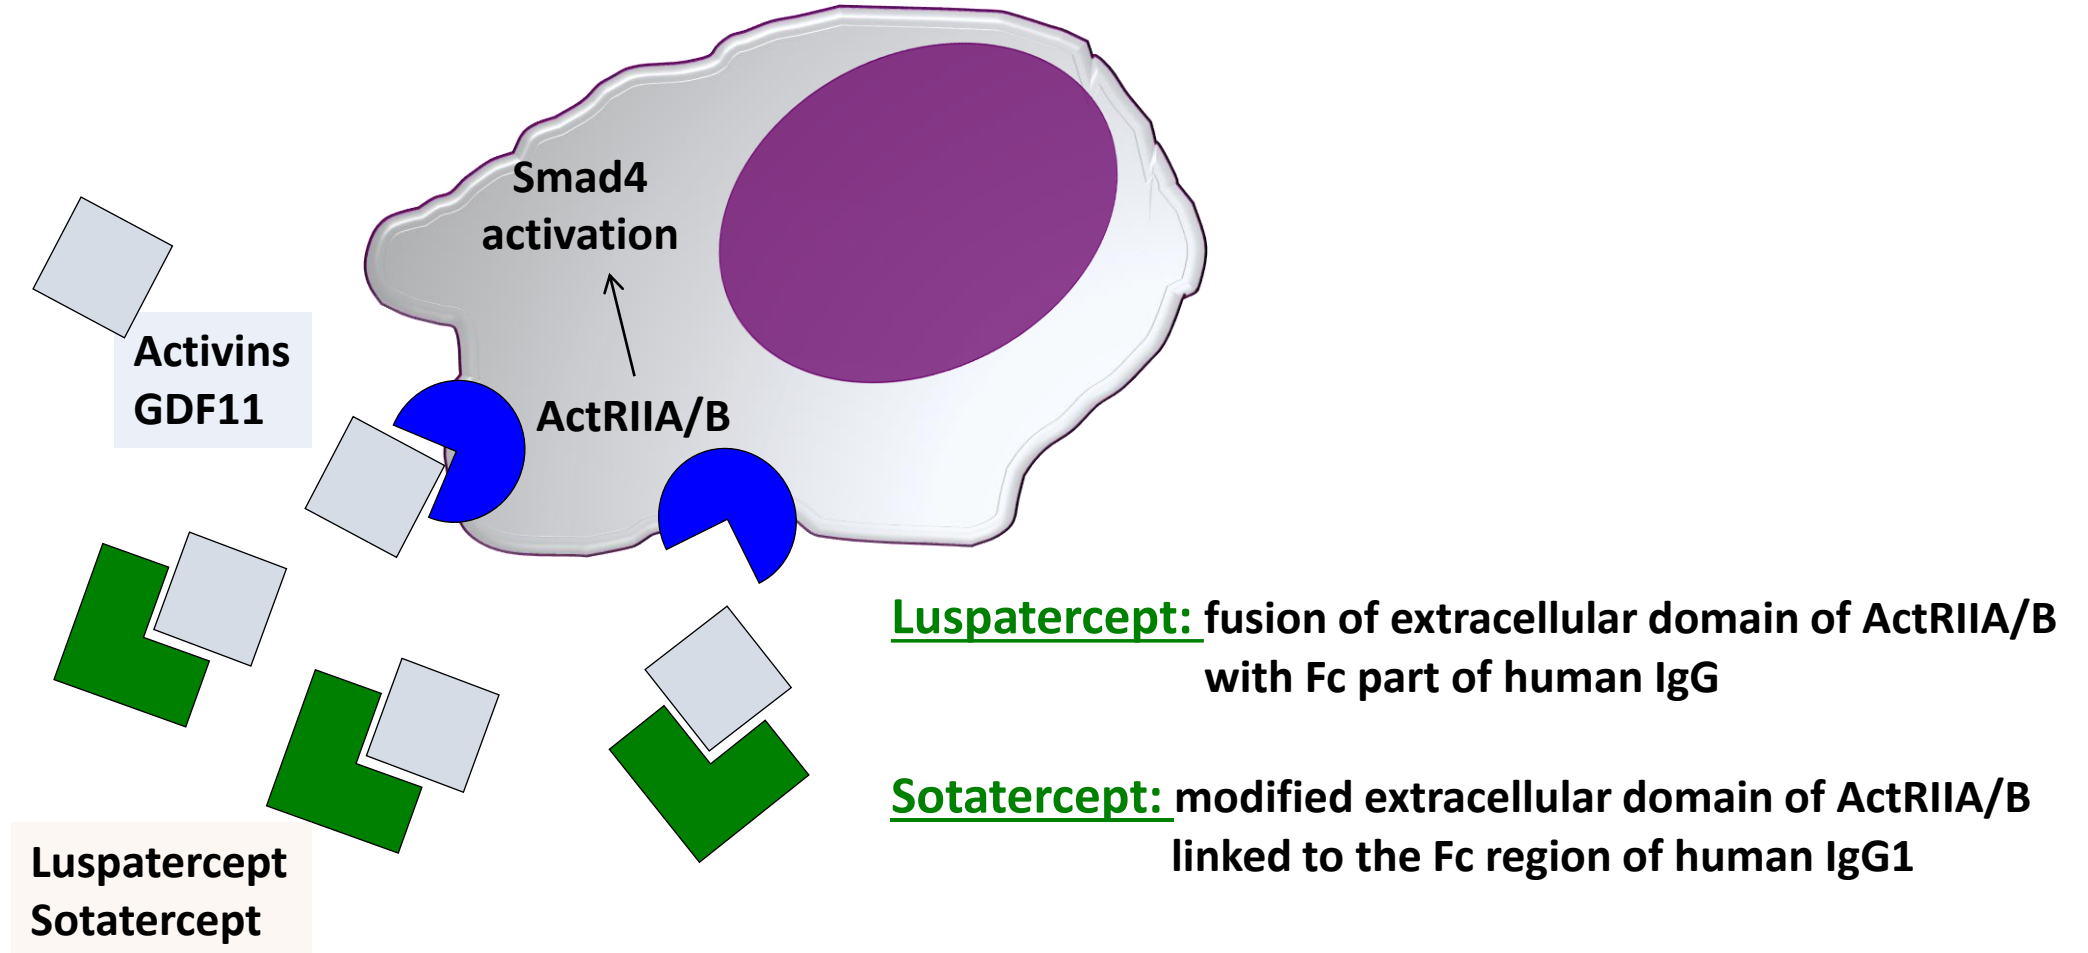 Smad4
activation
Activins
GDF11
ActRIIA/B
Luspatercept: fusion of extracellular domain of ActRIIA/B
with Fc part of human IgG
Sotatercept: modified extracellular domain of ActRIIA/B
linked to the Fc region of human IgG1
Luspatercept
Sotatercept